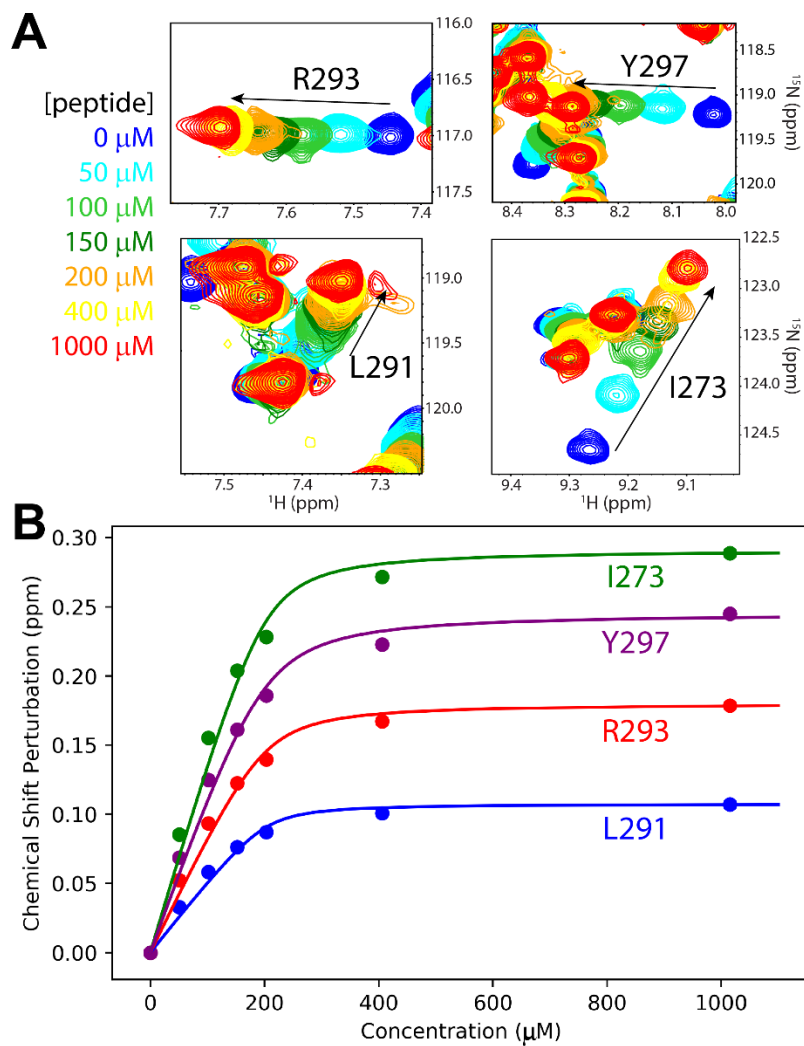 A
[peptide]
0 μM
50 μM
100 μM
150 μM
200 μM
400 μM
1000 μM
R293
116.0
116.5
117.0
117.5
7.7
7.6
7.5
7.4
Y297
118.5
119.0
119.5
120.0
¹⁵N (ppm)
8.4
8.3
8.2
8.1
8.0
L291
119.0
119.5
120.0
7.5
7.4
7.3
¹H (ppm)
I273
122.5
123.0
123.5
124.0
124.5
¹⁵N (ppm)
9.4
9.3
9.2
9.1
¹H (ppm)
B
Chemical Shift Perturbation (ppm)
0.30
0.25
0.20
0.15
0.10
0.05
0.00
I273
Y297
R293
L291
0
200
400
600
800
1000
Concentration (μM)